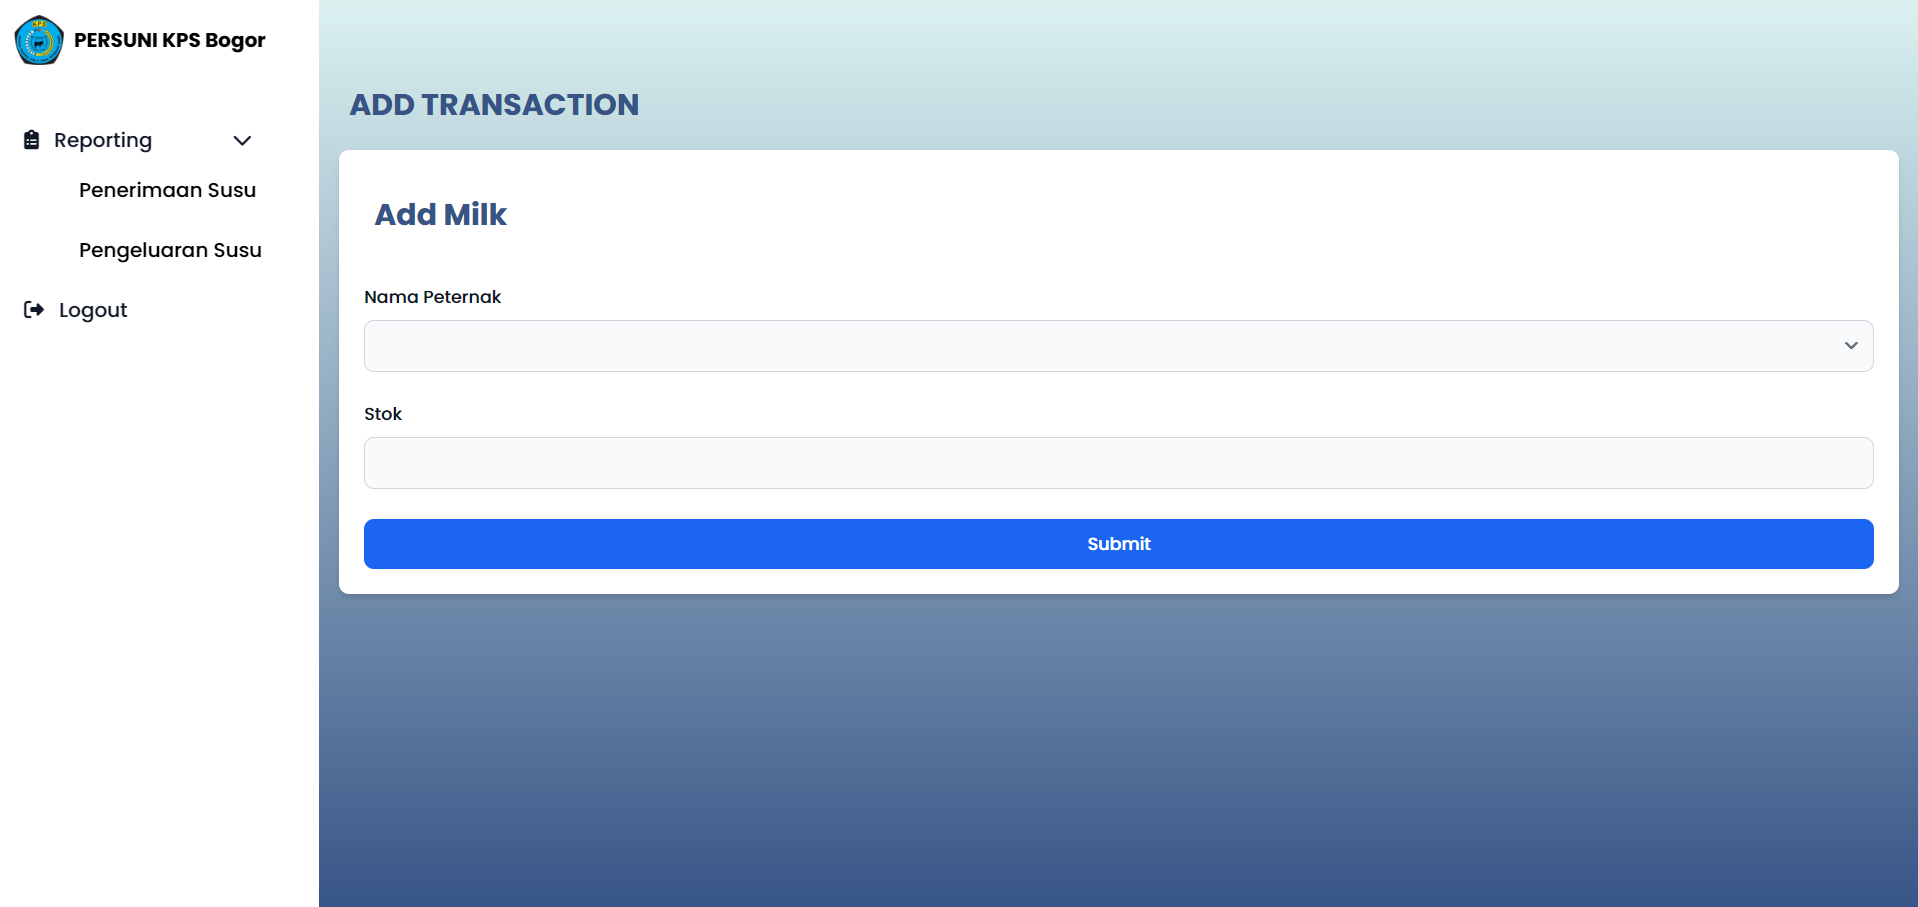 PERSUNI KPS Bogor
Reporting
Penerimaan Susu
Pengeluaran Susu
Logout
ADD TRANSACTION
Add Milk
Nama Peternak
Stok
Submit